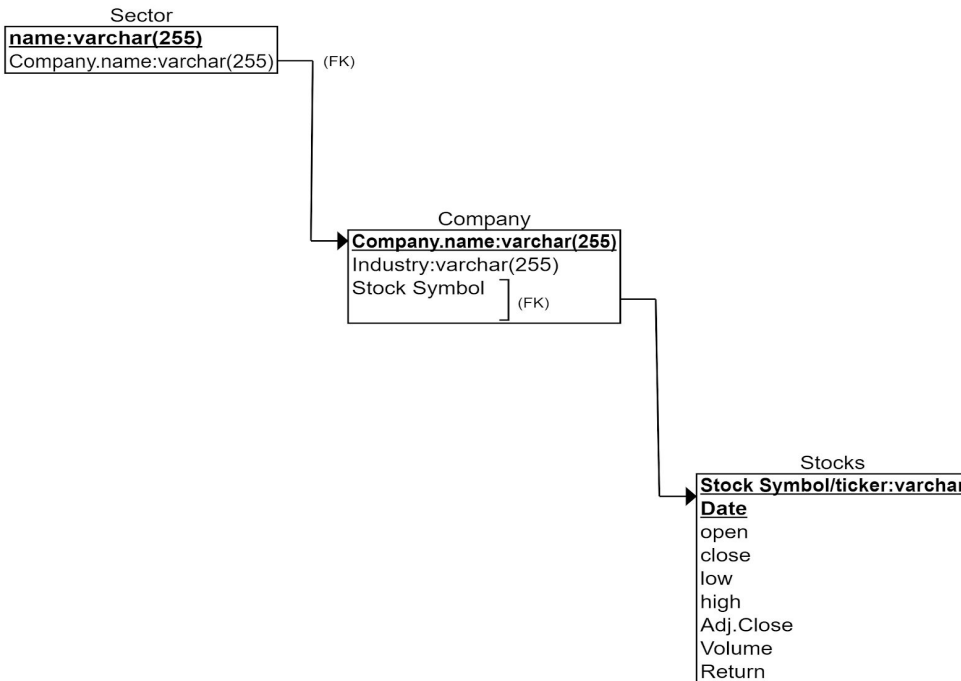 Sector
name:varchar(255)
Company.name:varchar(255)
(FK)
Company
Company.name:varchar(255)
Industry:varchar(255)
Stock Symbol
(FK)
Stocks
Stock Symbol/ticker:varchar
Date
open
close
low
high
Adj.Close
Volume
Return